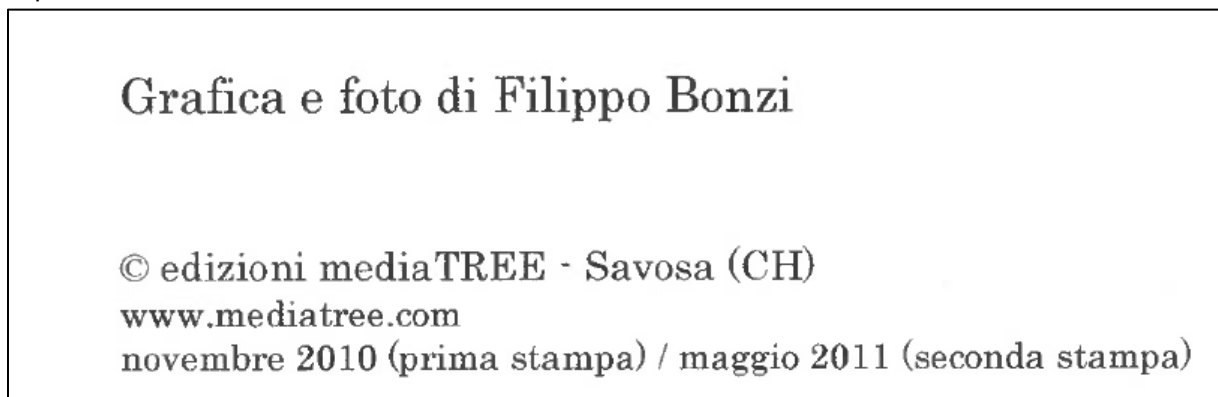 Grafica e foto di Filippo Bonzi
© edizioni mediaTREE - Savosa (CH)
www.mediatree.com
novembre 2010 (prima stampa) / maggio 2011 (seconda stampa)